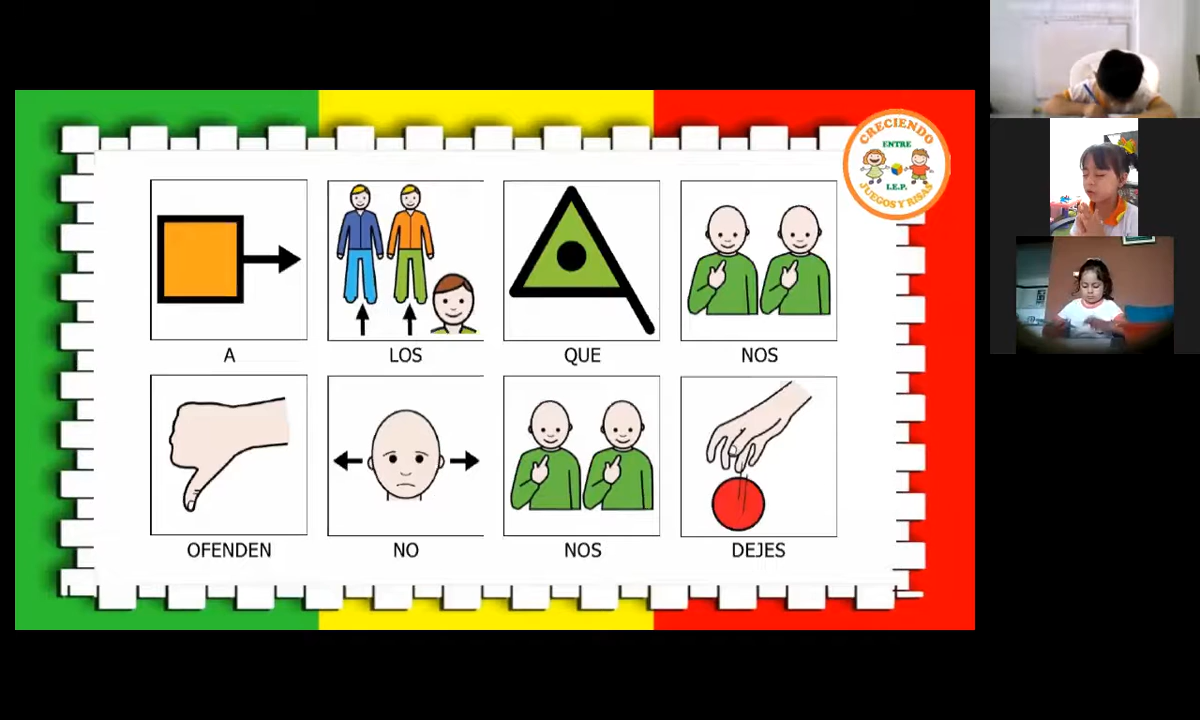 CRECIENDO
ENTRE
I.E.P.
JUEGOS Y RISAS
A LOS QUE NOS
OFENDEN NO NOS DEJES